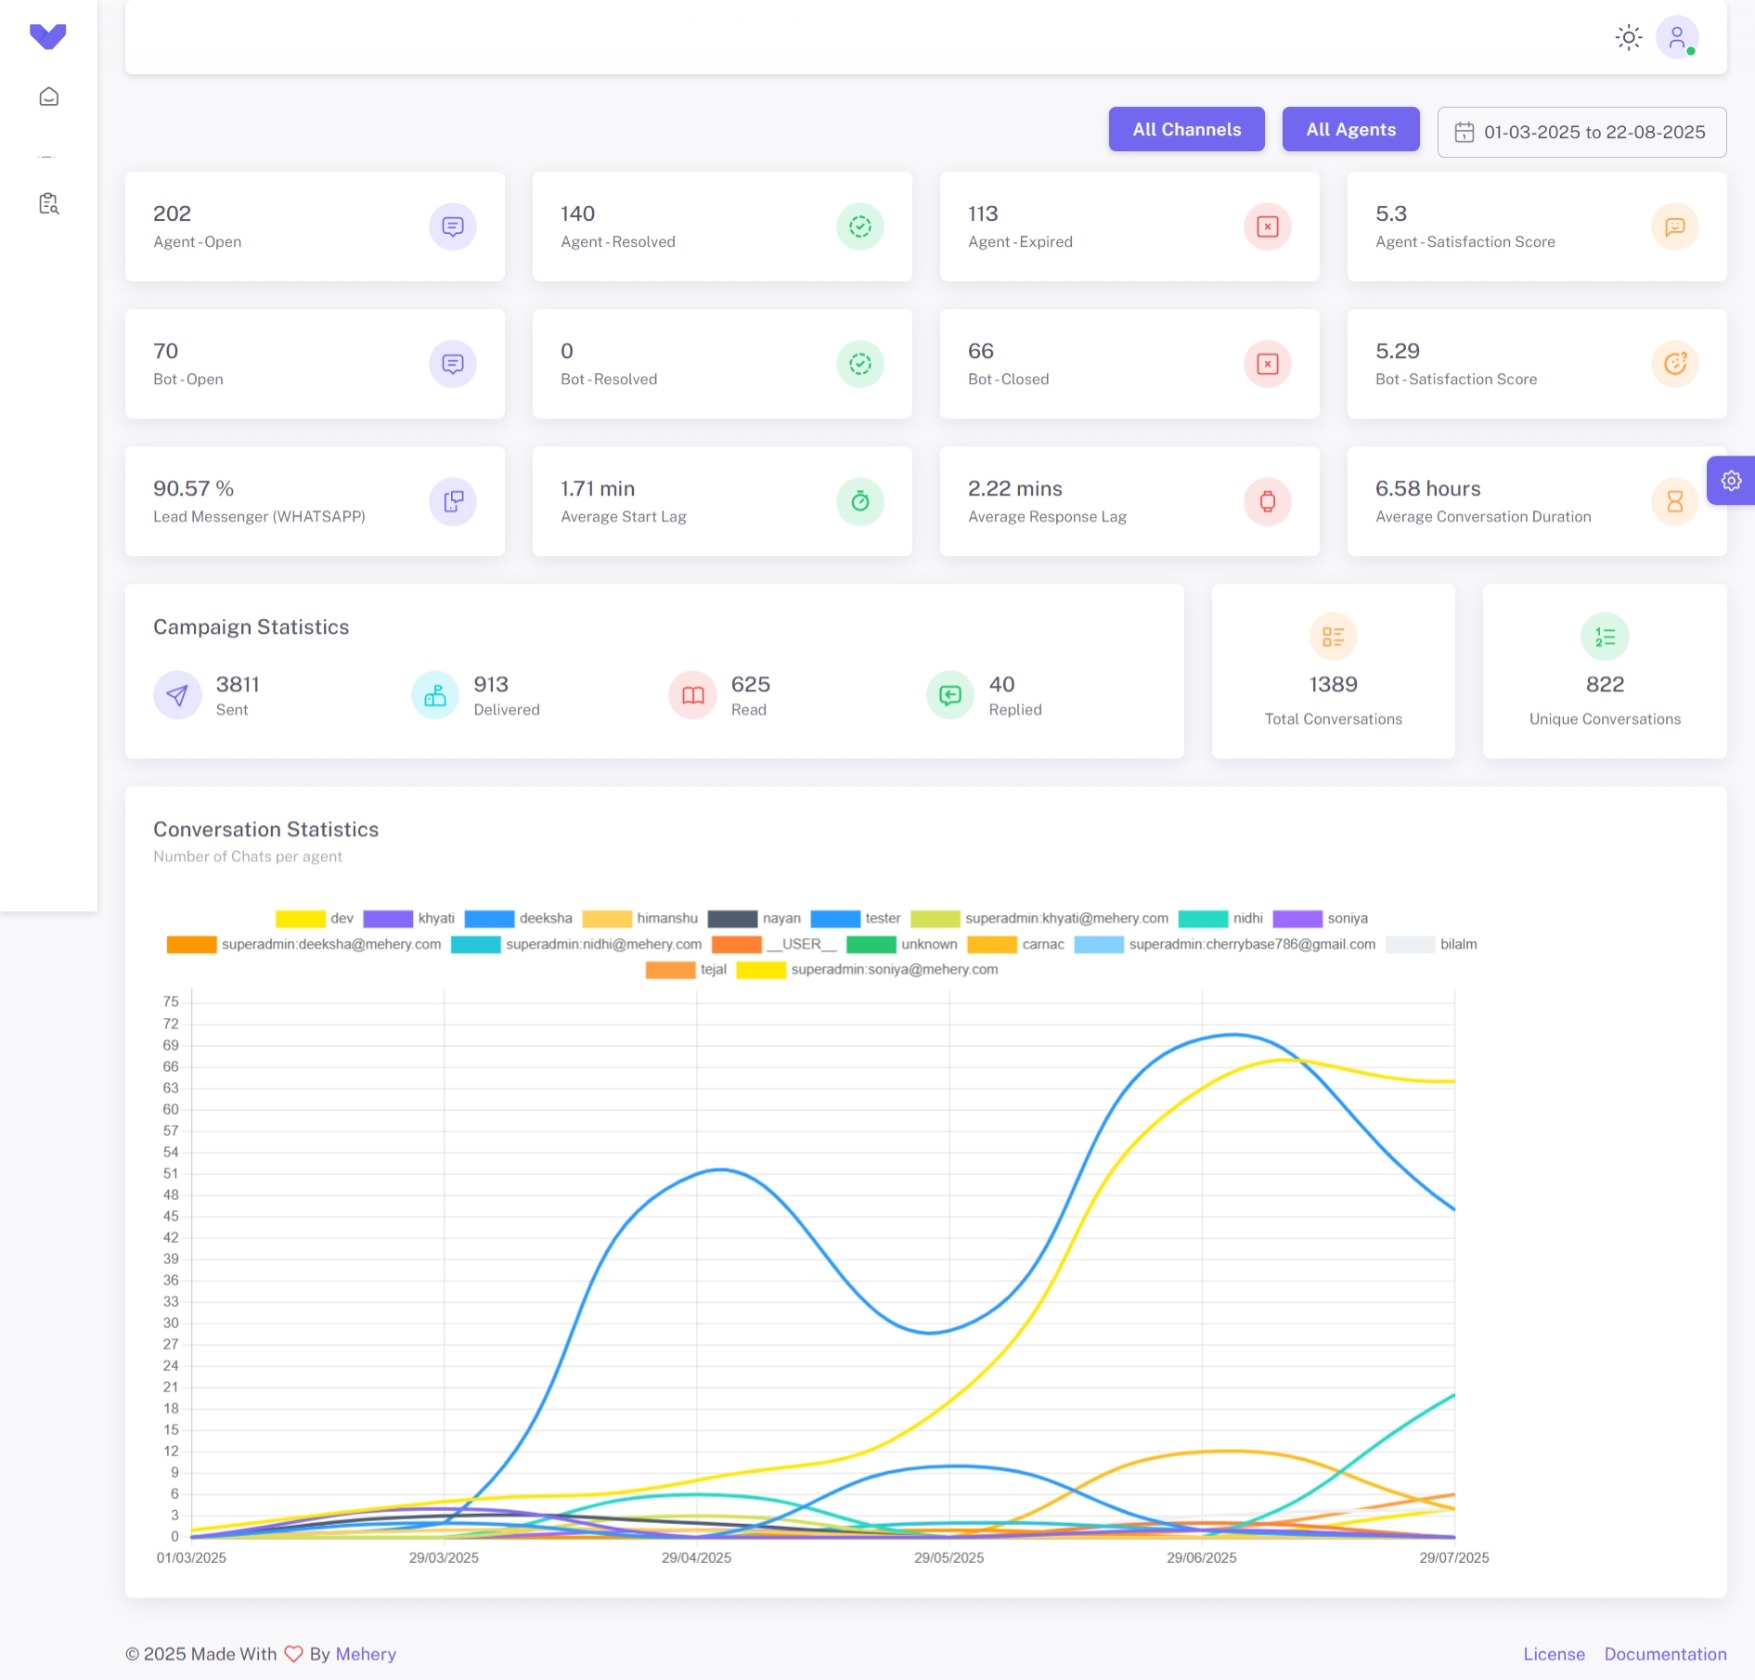 All Channels
All Agents
01-03-2025 to 22-08-2025
202
Agent - Open
140
Agent - Resolved
113
Agent - Expired
5.3
Agent - Satisfaction Score
70
Bot - Open
0
Bot - Resolved
66
Bot - Closed
5.29
Bot - Satisfaction Score
90.57 %
Lead Messenger (WHATSAPP)
1.71 min
Average Start Lag
2.22 mins
Average Response Lag
6.58 hours
Average Conversation Duration
Campaign Statistics
3811
Sent
913
Delivered
625
Read
40
Replied
1389
Total Conversations
822
Unique Conversations
Conversation Statistics
Number of Chats per agent
dev khyati deeksha himanshu nayan tester superadmin:khyati@mehery.com nidhi soniya
superadmin:deeksha@mehery.com superadmin:nidhi@mehery.com __USER__ unknown carnac superadmin:cherrybase786@gmail.com bilalm
tejal superadmin:soniya@mehery.com
75
72
69
66
63
60
57
54
51
48
45
42
39
36
33
30
27
24
21
18
15
12
9
6
3
0
01/03/2025 29/03/2025 29/04/2025 29/05/2025 29/06/2025 29/07/2025
© 2025 Made With By Mehery
License Documentation